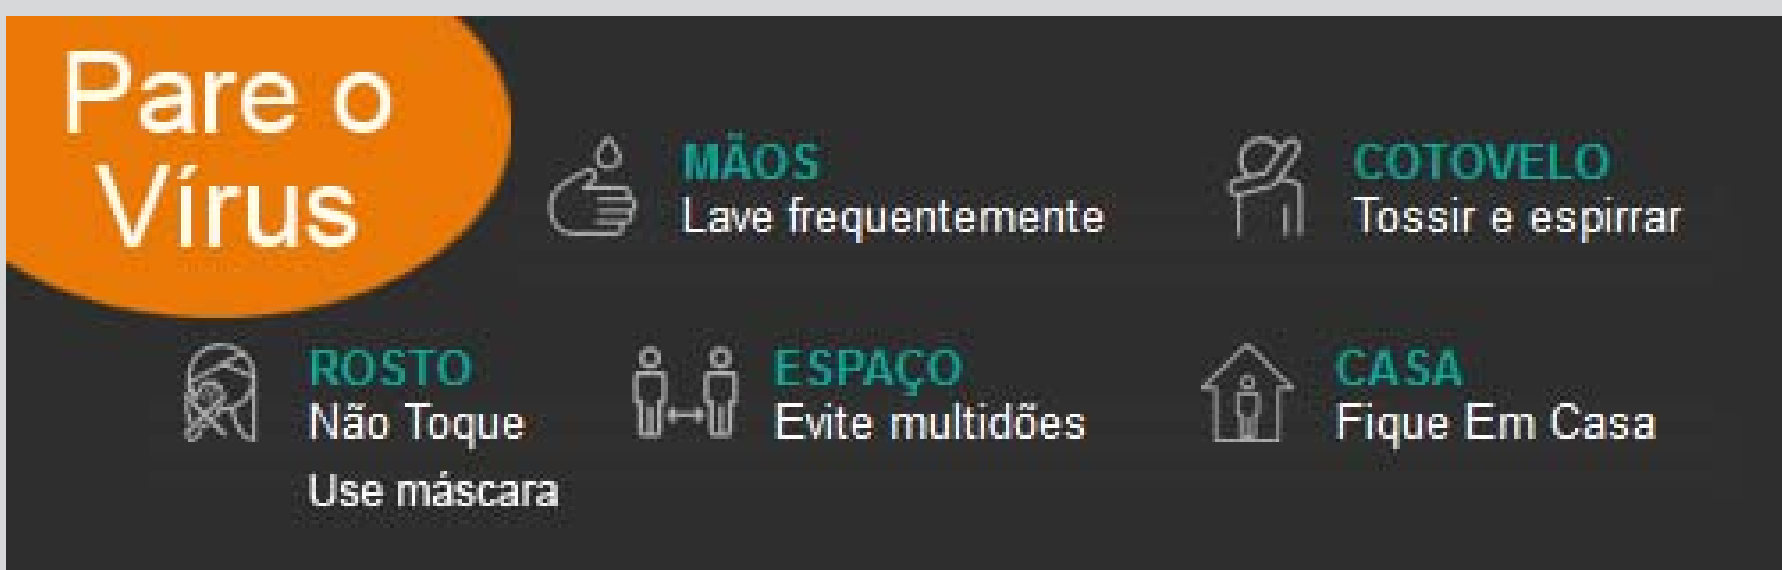 Pare o
Vírus
MÃOS
Lave frequentemente
COTOVELO
Tossir e espirrar
ROSTO
Não Toque
Use máscara
ESPAÇO
Evite multidões
CASA
Fique Em Casa